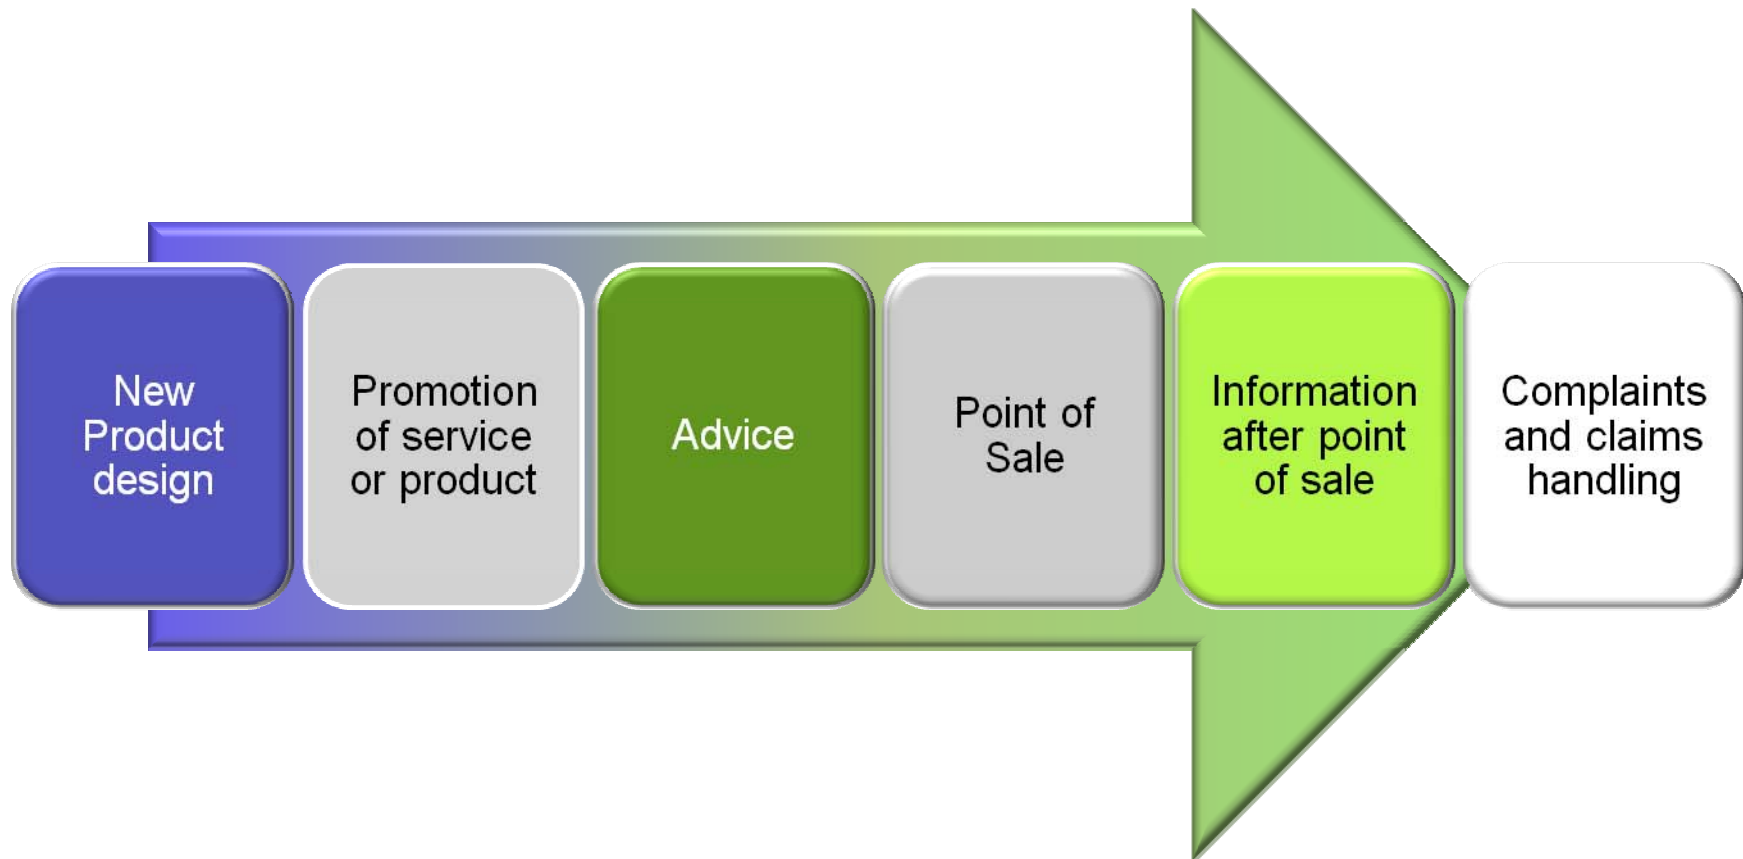 New
Product
design
Promotion
of service
or product
Advice
Point of
Sale
Information
after point
of sale
Complaints
and claims
handling